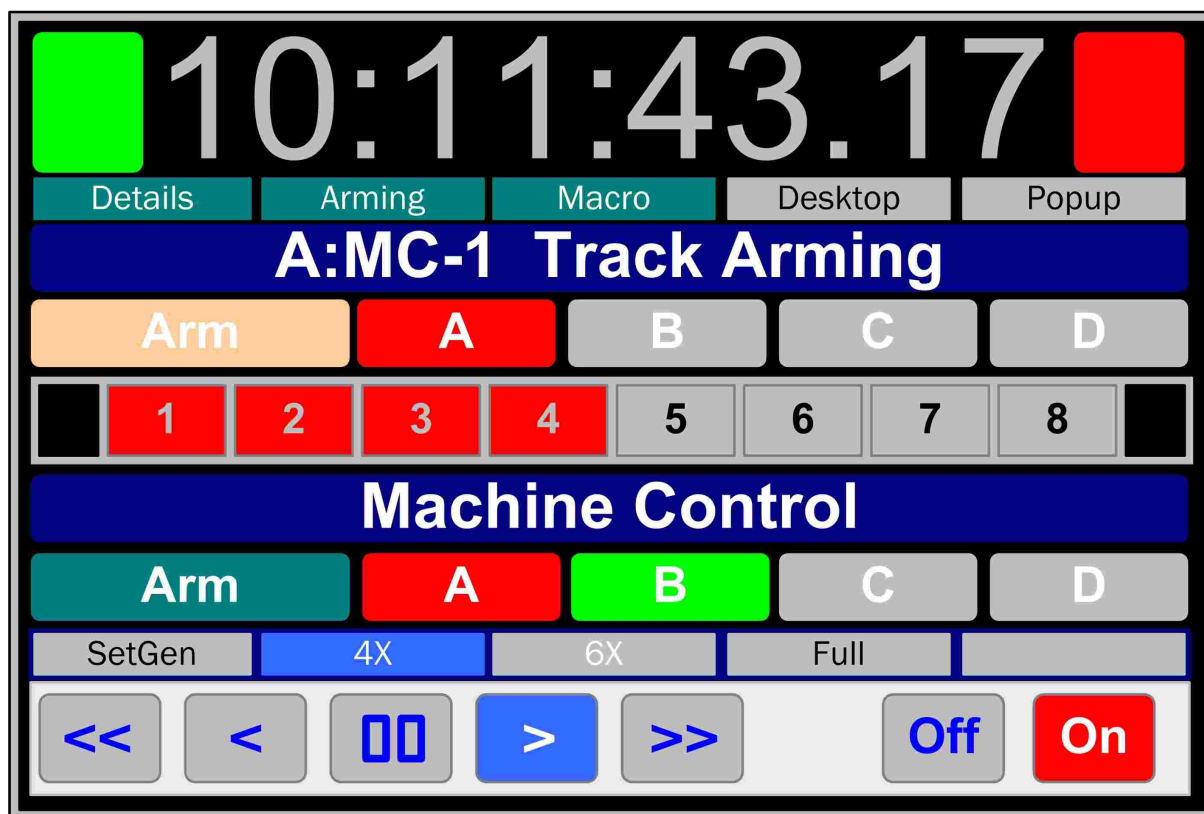 10:11:43.17
Details Arming Macro Desktop Popup
A:MC-1 Track Arming
Arm A B C D
1 2 3 4 5 6 7 8
Machine Control
Arm A B C D
SetGen 4X 6X Full
<< < > >> Off On